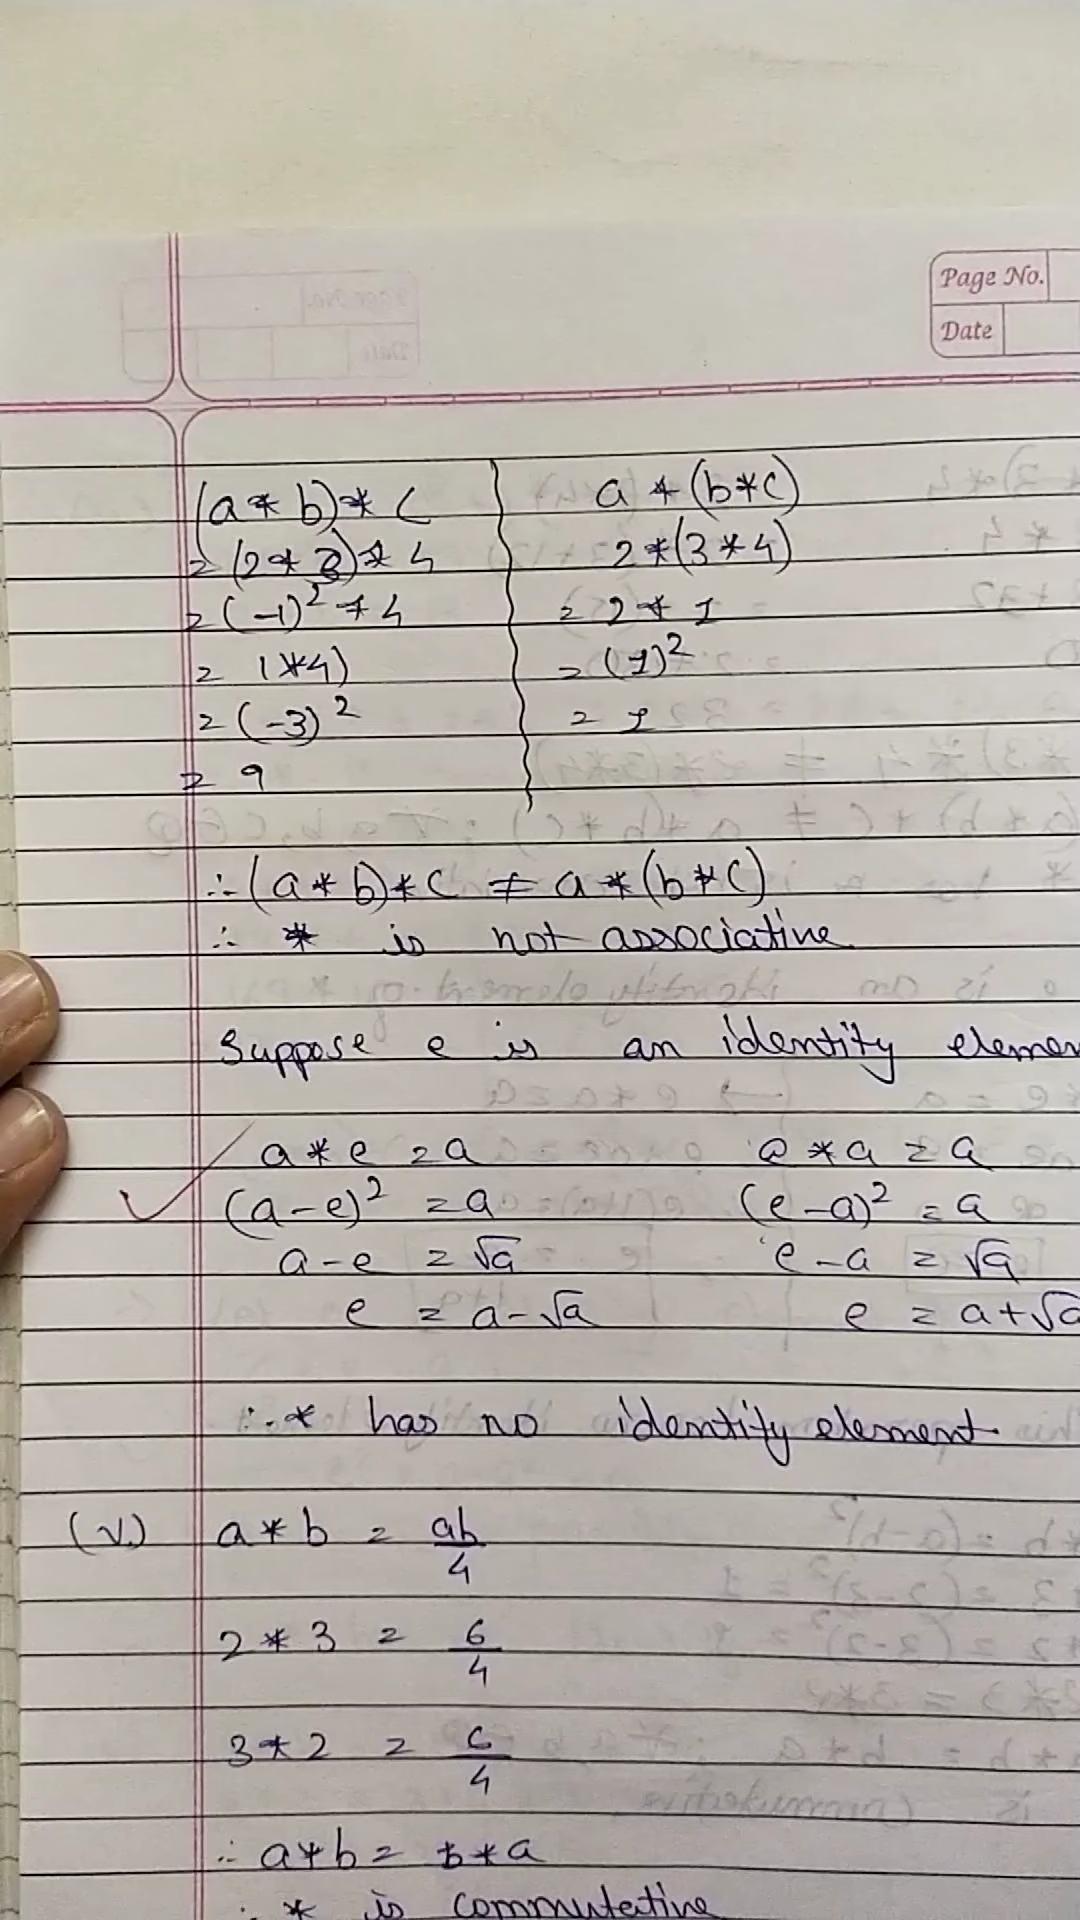 Page No.
Date
(a * b) * c
= (2 * 3) * 4
= (-1)² * 4
= 1 * 4)
= (-3)²
= 9
a * (b * c)
2 * (3 * 4)
= 2 * 1
= (1)²
= 1
∴ (a * b) * c ≠ a * (b * c)
∴ * is not associative
Suppose e is an identity elemen
a * e = a e * a = a
(a - e)² = a (e - a)² = a
a - e = √a e - a = √a
e = a - √a e = a + √a
∴ * has no identity element.
(v.) a * b = ab/4
2 * 3 = 6/4
3 * 2 = 6/4
∴ a * b = b * a
∴ * is commutative